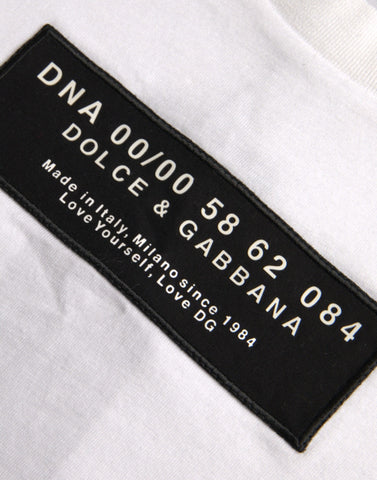 DNA 00/00 58 62 084
DOLCE & GABBANA
Made in Italy, Milano since 1984
Love Yourself, Love DG